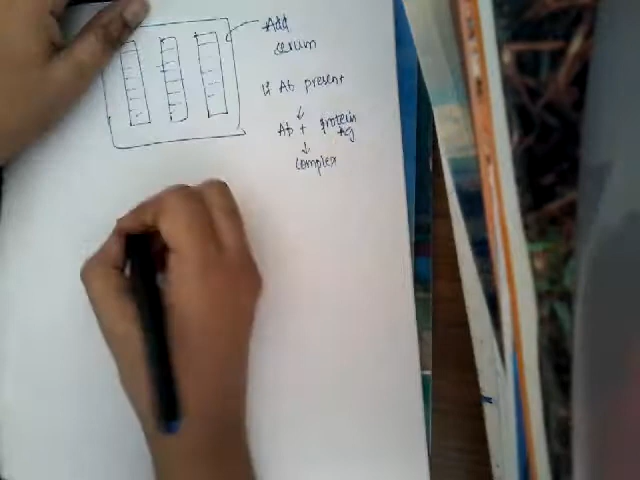 Add
serum
if Ab present
↓
Ab + protein
Ag
↓
complex